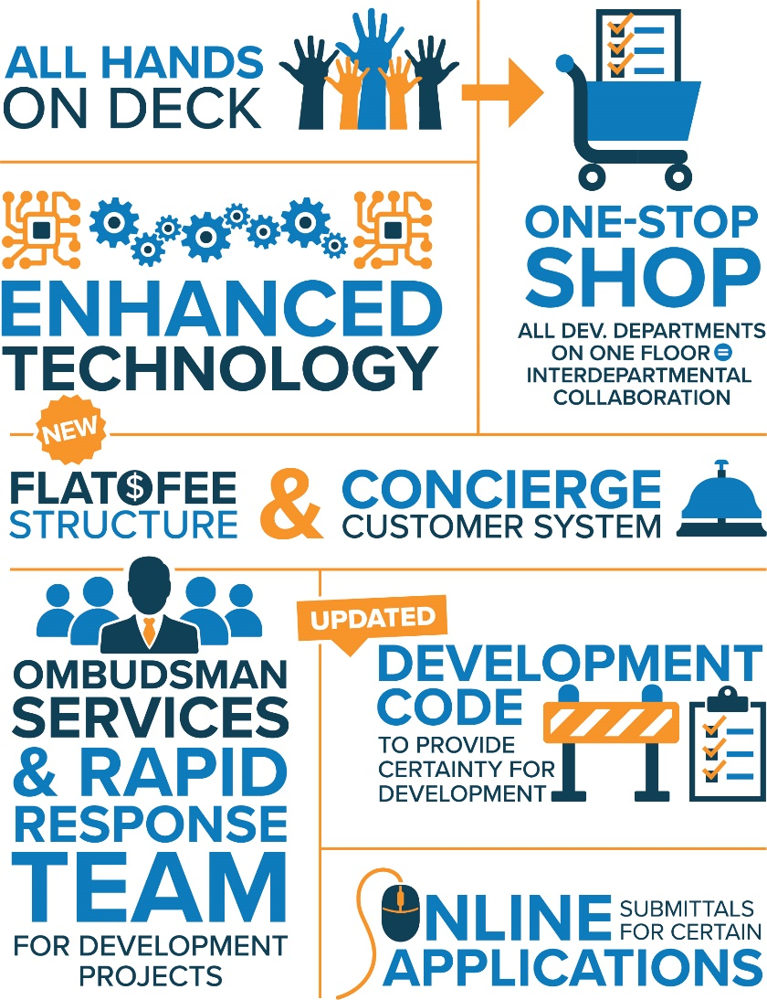 ALL HANDS
ON DECK
ONE-STOP
SHOP
ALL DEV. DEPARTMENTS
ON ONE FLOOR =
INTERDEPARTMENTAL
COLLABORATION
ENHANCED
TECHNOLOGY
NEW
FLAT $ FEE
STRUCTURE
&
CONCIERGE
CUSTOMER SYSTEM
OMBUDSMAN
SERVICES
& RAPID
RESPONSE
TEAM
FOR DEVELOPMENT
PROJECTS
UPDATED
DEVELOPMENT
CODE
TO PROVIDE
CERTAINTY FOR
DEVELOPMENT
ONLINE
SUBMITTALS
FOR CERTAIN
APPLICATIONS